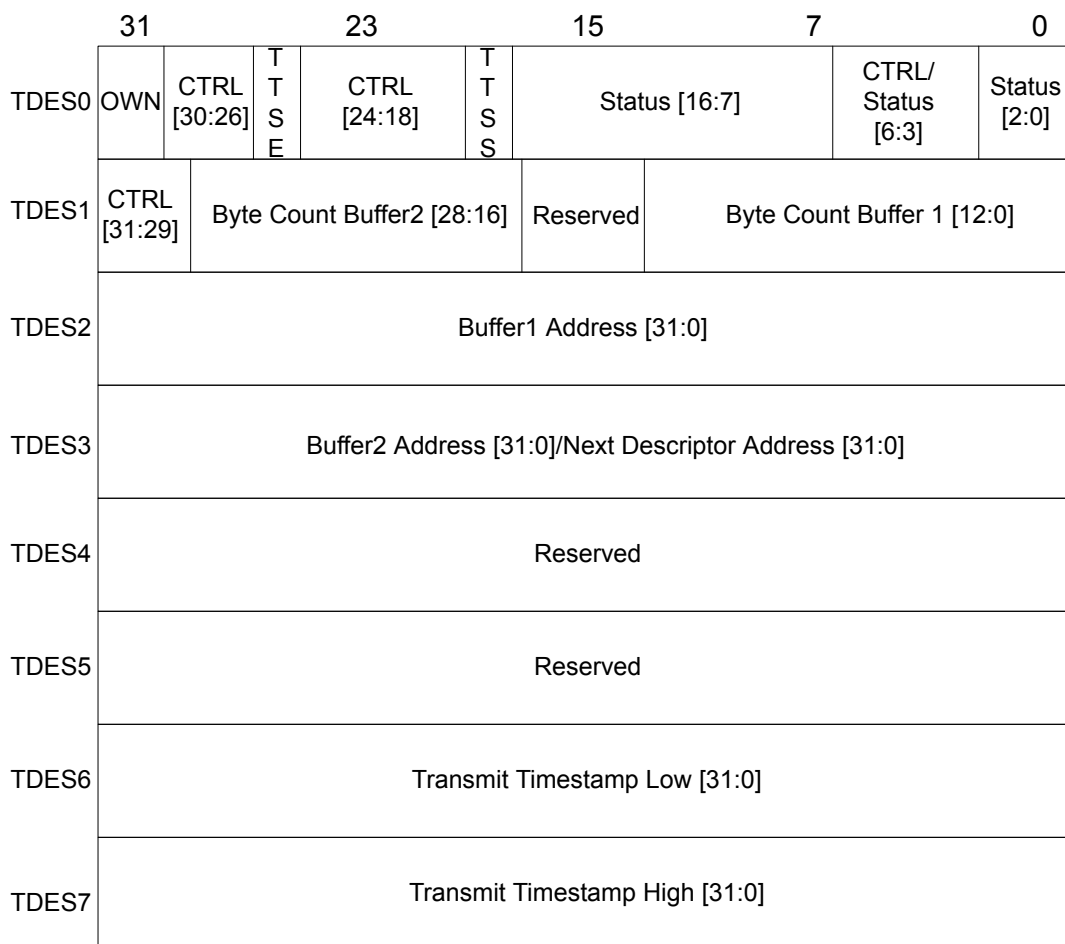 31 23 15 7 0
TDES0 OWN CTRL [30:26] TTSE CTRL [24:18] TTSS Status [16:7] CTRL/ Status [6:3] Status [2:0]
TDES1 CTRL [31:29] Byte Count Buffer2 [28:16] Reserved Byte Count Buffer 1 [12:0]
TDES2 Buffer1 Address [31:0]
TDES3 Buffer2 Address [31:0]/Next Descriptor Address [31:0]
TDES4 Reserved
TDES5 Reserved
TDES6 Transmit Timestamp Low [31:0]
TDES7 Transmit Timestamp High [31:0]